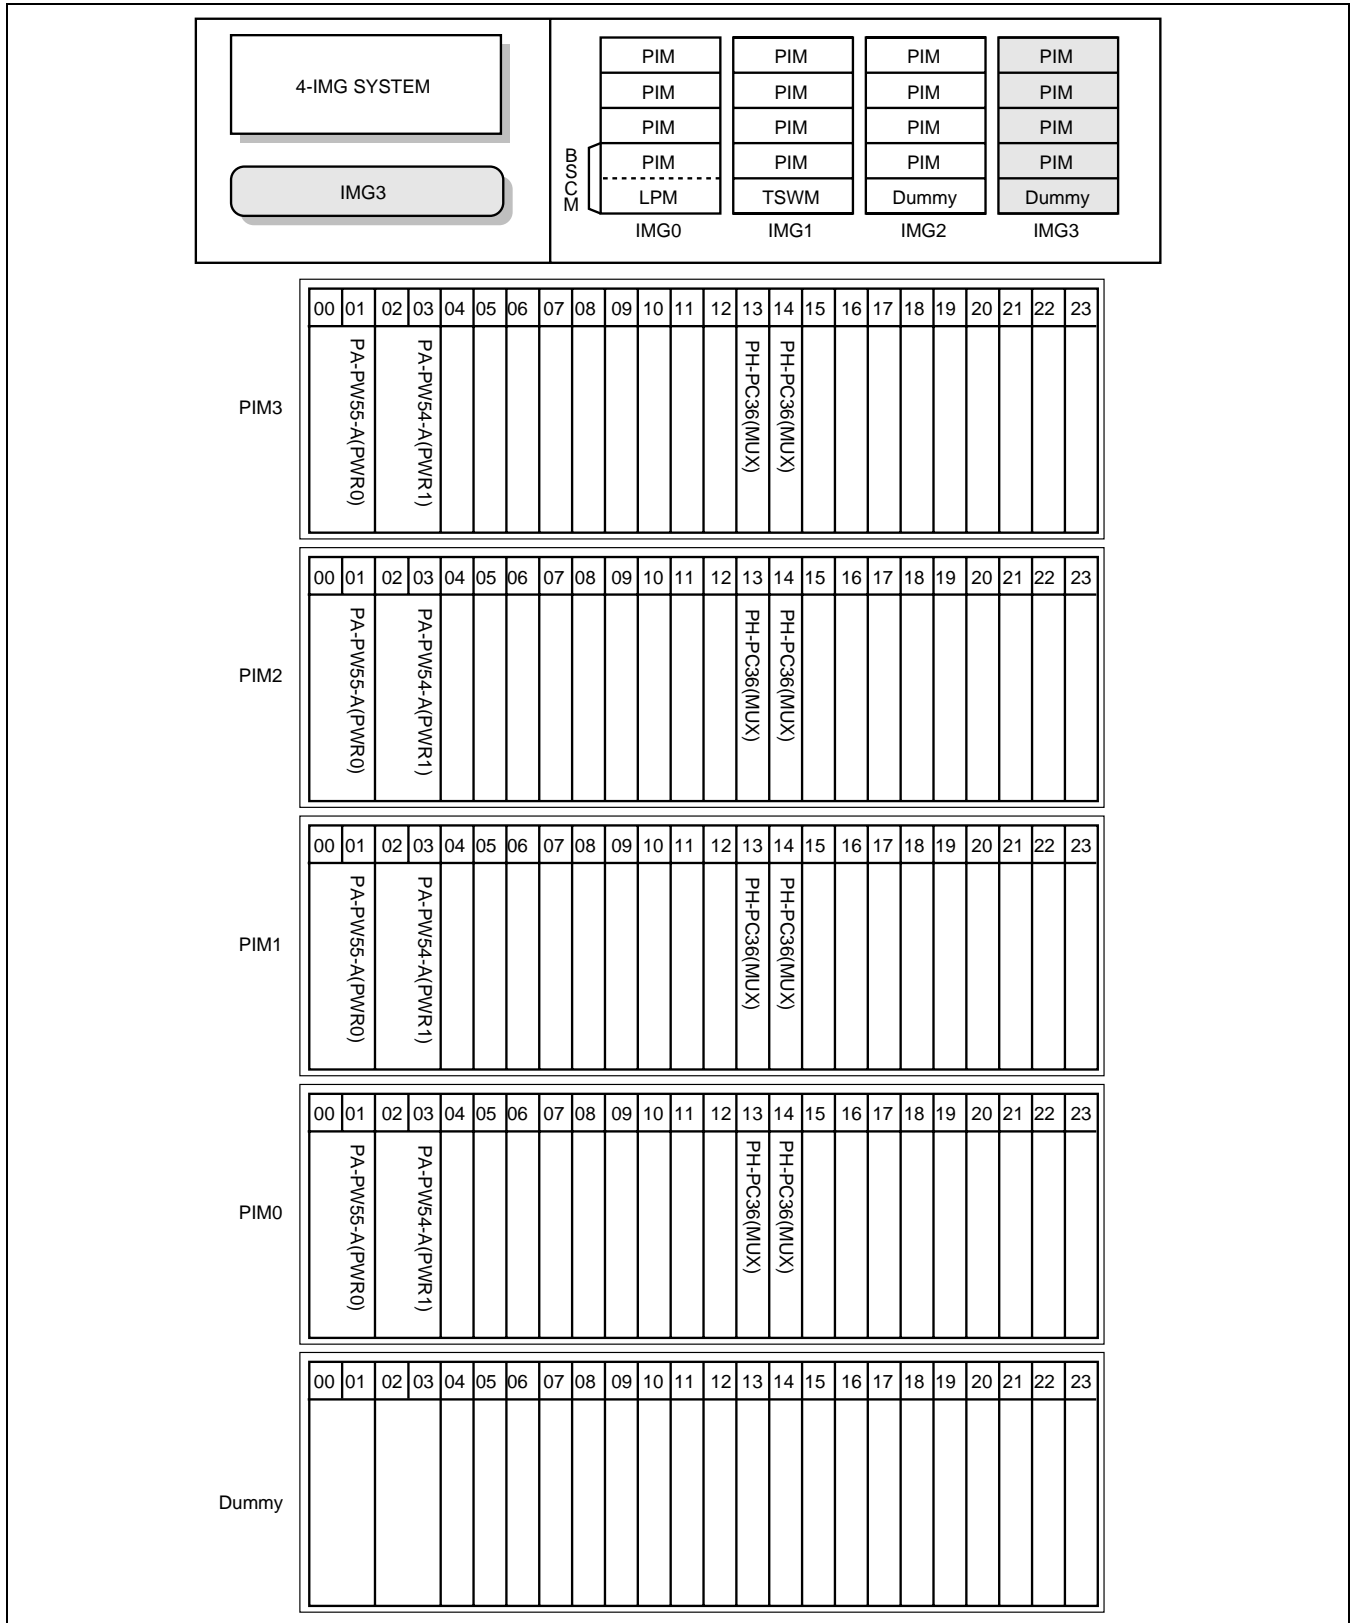 4-IMG SYSTEM
IMG3
B
S
C
M
PIM PIM PIM PIM
PIM PIM PIM PIM
PIM PIM PIM PIM
PIM PIM PIM PIM
LPM TSWM Dummy Dummy
IMG0 IMG1 IMG2 IMG3
00 01 02 03 04 05 06 07 08 09 10 11 12 13 14 15 16 17 18 19 20 21 22 23
PIM3
PA-PW55-A(PWR0)
PA-PW54-A(PWR1)
PH-PC36(MUX)
PH-PC36(MUX)
00 01 02 03 04 05 06 07 08 09 10 11 12 13 14 15 16 17 18 19 20 21 22 23
PIM2
PA-PW55-A(PWR0)
PA-PW54-A(PWR1)
PH-PC36(MUX)
PH-PC36(MUX)
00 01 02 03 04 05 06 07 08 09 10 11 12 13 14 15 16 17 18 19 20 21 22 23
PIM1
PA-PW55-A(PWR0)
PA-PW54-A(PWR1)
PH-PC36(MUX)
PH-PC36(MUX)
00 01 02 03 04 05 06 07 08 09 10 11 12 13 14 15 16 17 18 19 20 21 22 23
PIM0
PA-PW55-A(PWR0)
PA-PW54-A(PWR1)
PH-PC36(MUX)
PH-PC36(MUX)
00 01 02 03 04 05 06 07 08 09 10 11 12 13 14 15 16 17 18 19 20 21 22 23
Dummy